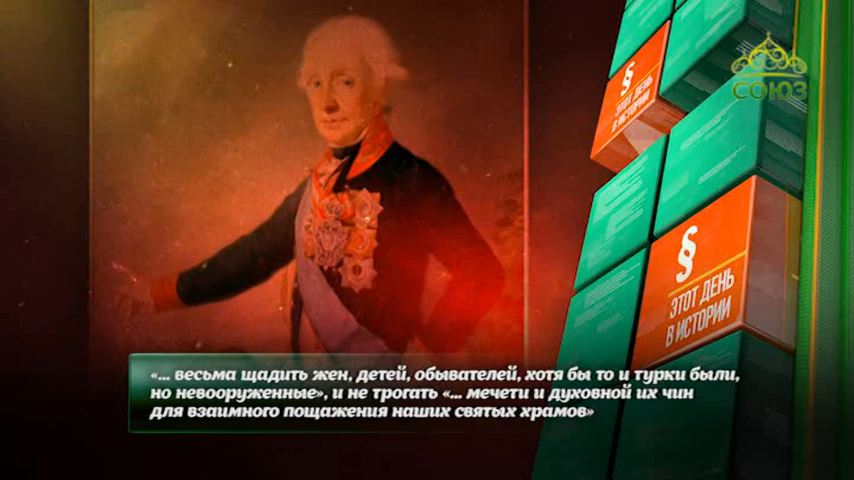 СОЮЗ
§
ЭТОТ ДЕНЬ
В ИСТОРИИ
§
ЭТОТ ДЕНЬ
В ИСТОРИИ
«... весьма щадить жен, детей, обывателей, хотя бы то и турки были,
но невооруженные», и не трогать «... мечети и духовной их чин
для взаимного пощажения наших святых храмов»